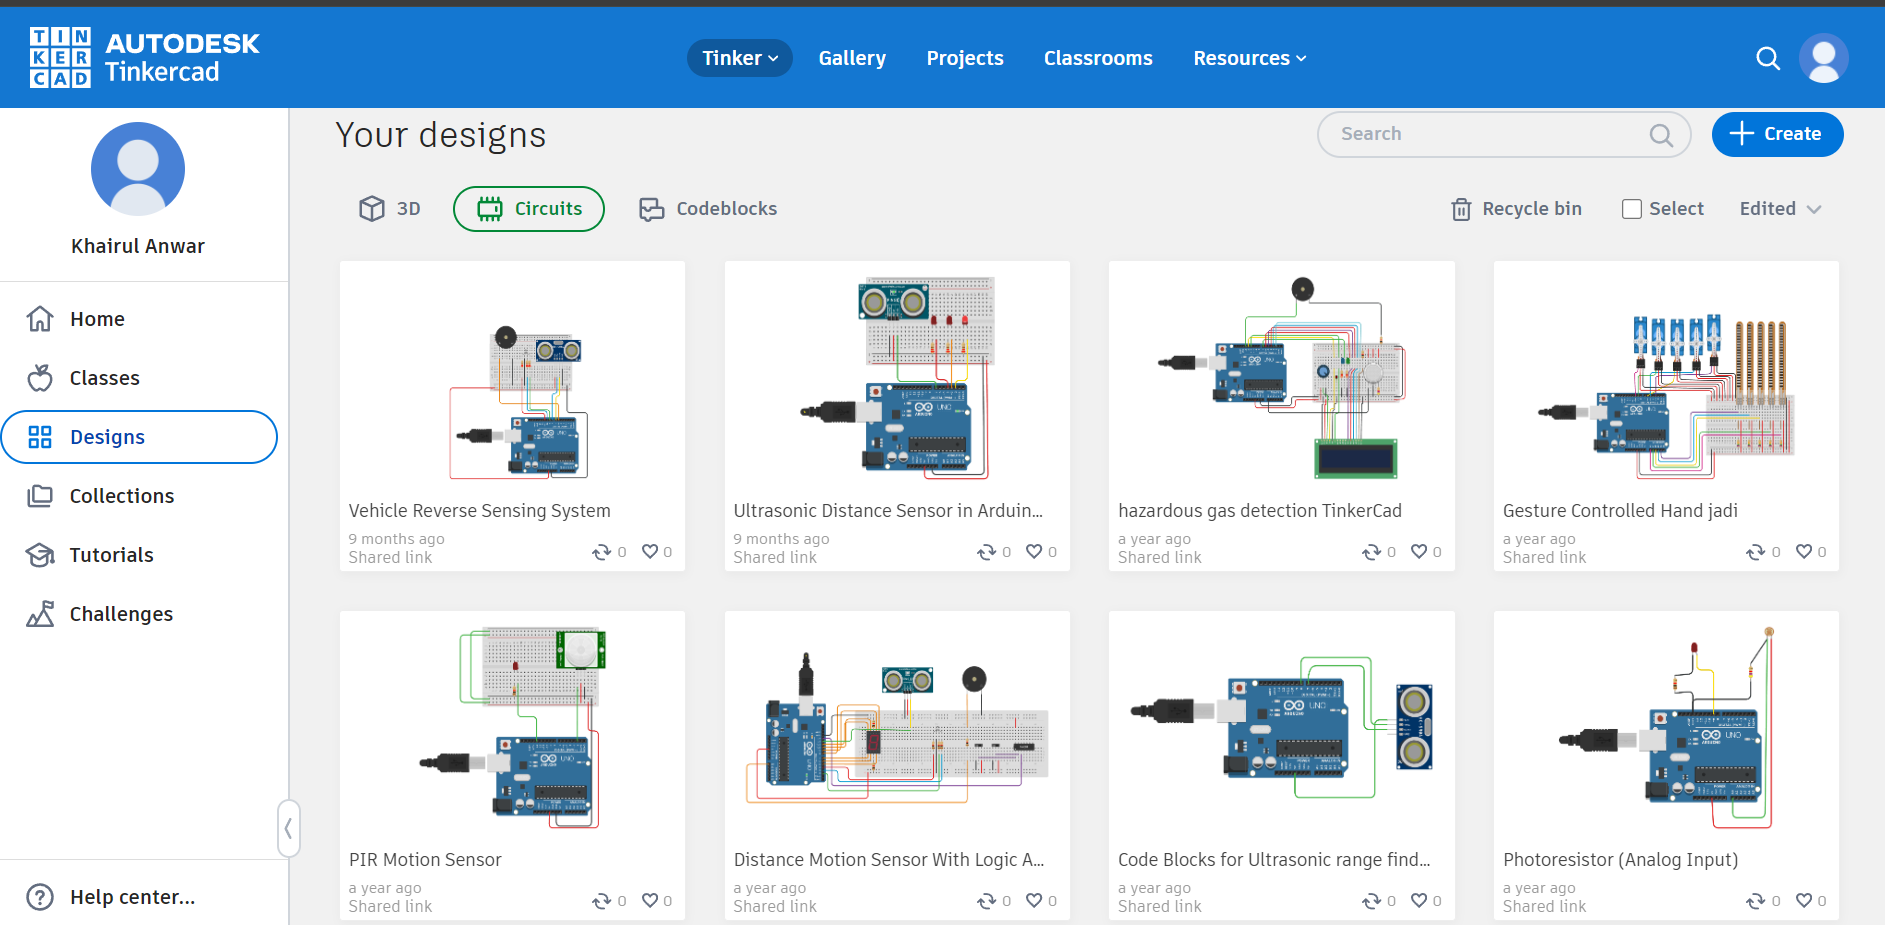 TINKERCAD
AUTODESK
Tinkercad
Tinker
Gallery
Projects
Classrooms
Resources
Khairul Anwar
Home
Classes
Designs
Collections
Tutorials
Challenges
Help center...
Your designs
Search
Create
3D
Circuits
Codeblocks
Recycle bin
Select
Edited
Vehicle Reverse Sensing System
9 months ago
Shared link
0
0
Ultrasonic Distance Sensor in Arduin...
9 months ago
Shared link
0
0
hazardous gas detection TinkerCad
a year ago
Shared link
0
0
Gesture Controlled Hand jadi
a year ago
Shared link
0
0
PIR Motion Sensor
a year ago
Shared link
0
0
Distance Motion Sensor With Logic A...
a year ago
Shared link
0
0
Code Blocks for Ultrasonic range find...
a year ago
Shared link
0
0
Photoresistor (Analog Input)
a year ago
Shared link
0
0